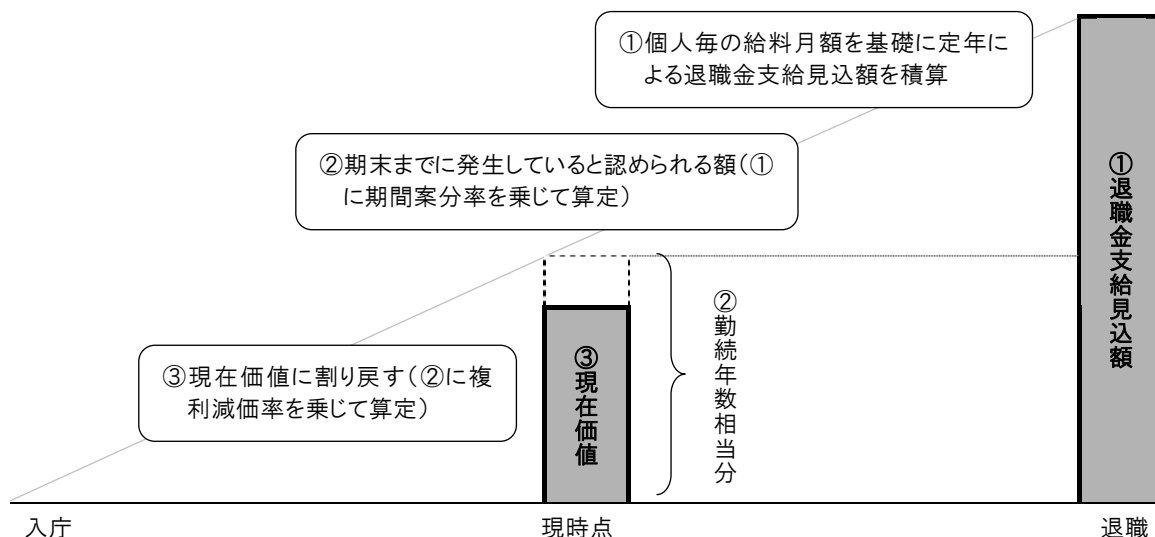 ①個人毎の給料月額を基礎に定年に
よる退職金支給見込額を積算
②期末までに発生していると認められる額(①
に期間案分率を乗じて算定)
③現在価値に割り戻す(②に複
利減価率を乗じて算定)
③現在価値
②勤続年数相当分
①退職金支給見込額
入庁
現時点
退職